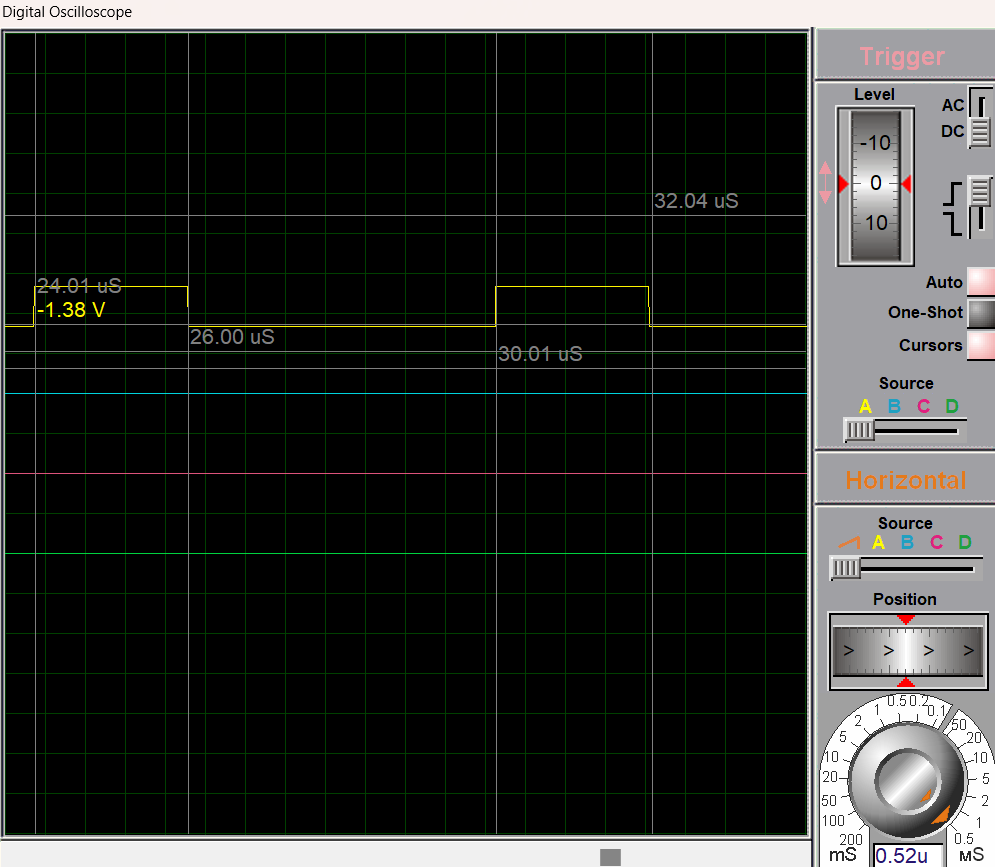 Digital Oscilloscope
32.04 uS
24.01 uS
-1.38 V
26.00 uS
30.01 uS
Trigger
Level
AC
DC
-10
0
10
Auto
One-Shot
Cursors
Source
A B C D
Horizontal
Source
A B C D
Position
> > > >
200
100
50
20
10
5
2
1
0.5
0.2
0.1
50
20
10
5
2
1
0.5
mS
0.52u
мS